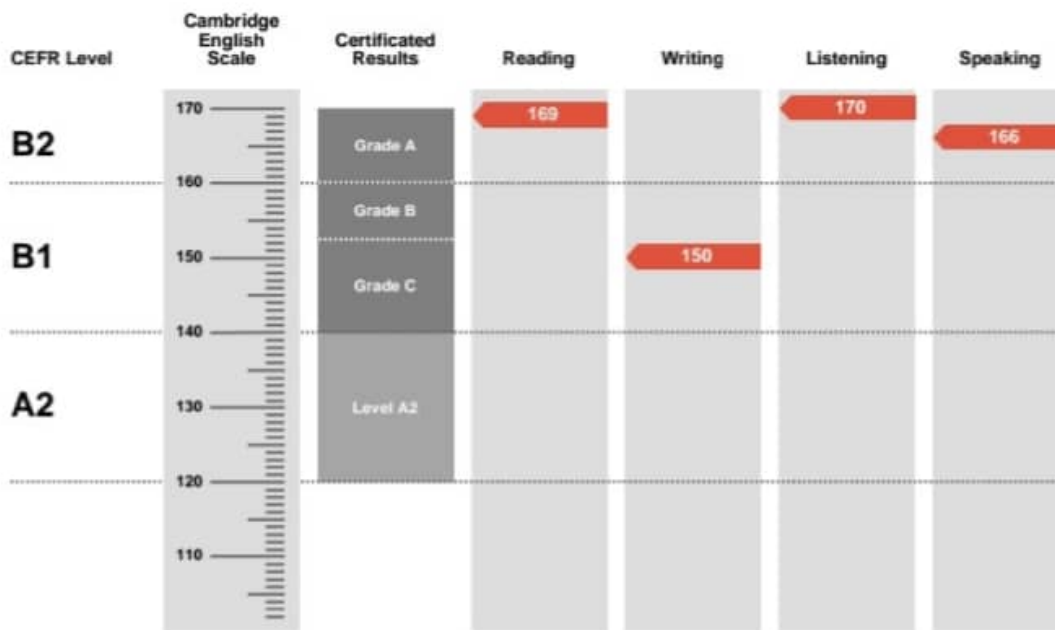 CEFR Level
Cambridge
English
Scale
Certificated
Results
Reading
Writing
Listening
Speaking
170
169
170
B2
Grade A
166
160
Grade B
B1
150
150
Grade C
140
A2
130
Level A2
120
110